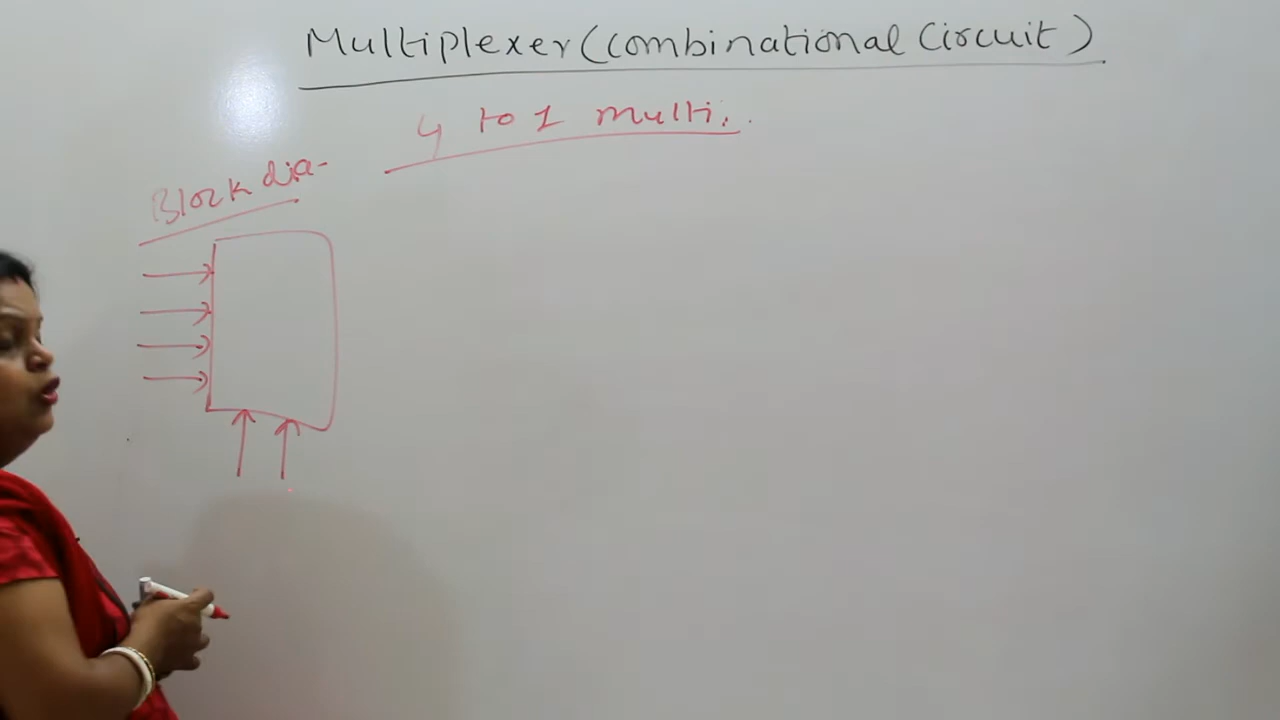 Multiplexer (Combinational Circuit)
4 to 1 multi.
Block dia-